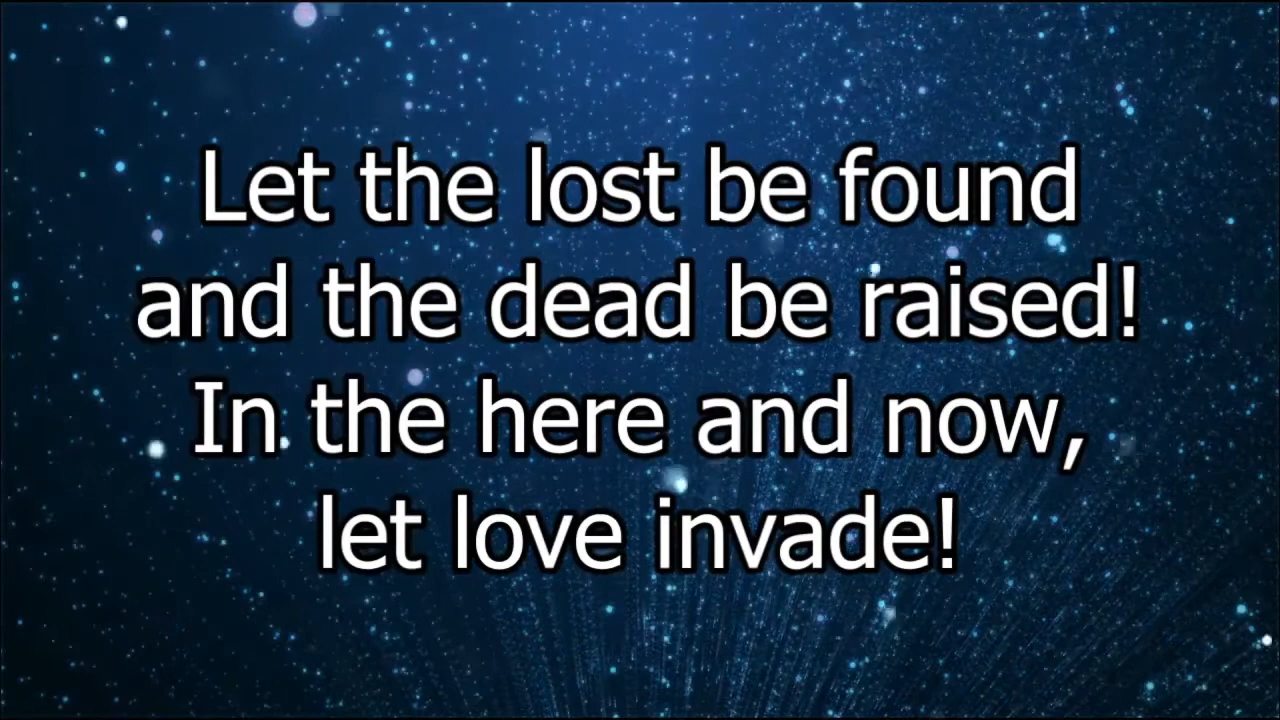 Let the lost be found
and the dead be raised!
In the here and now,
let love invade!